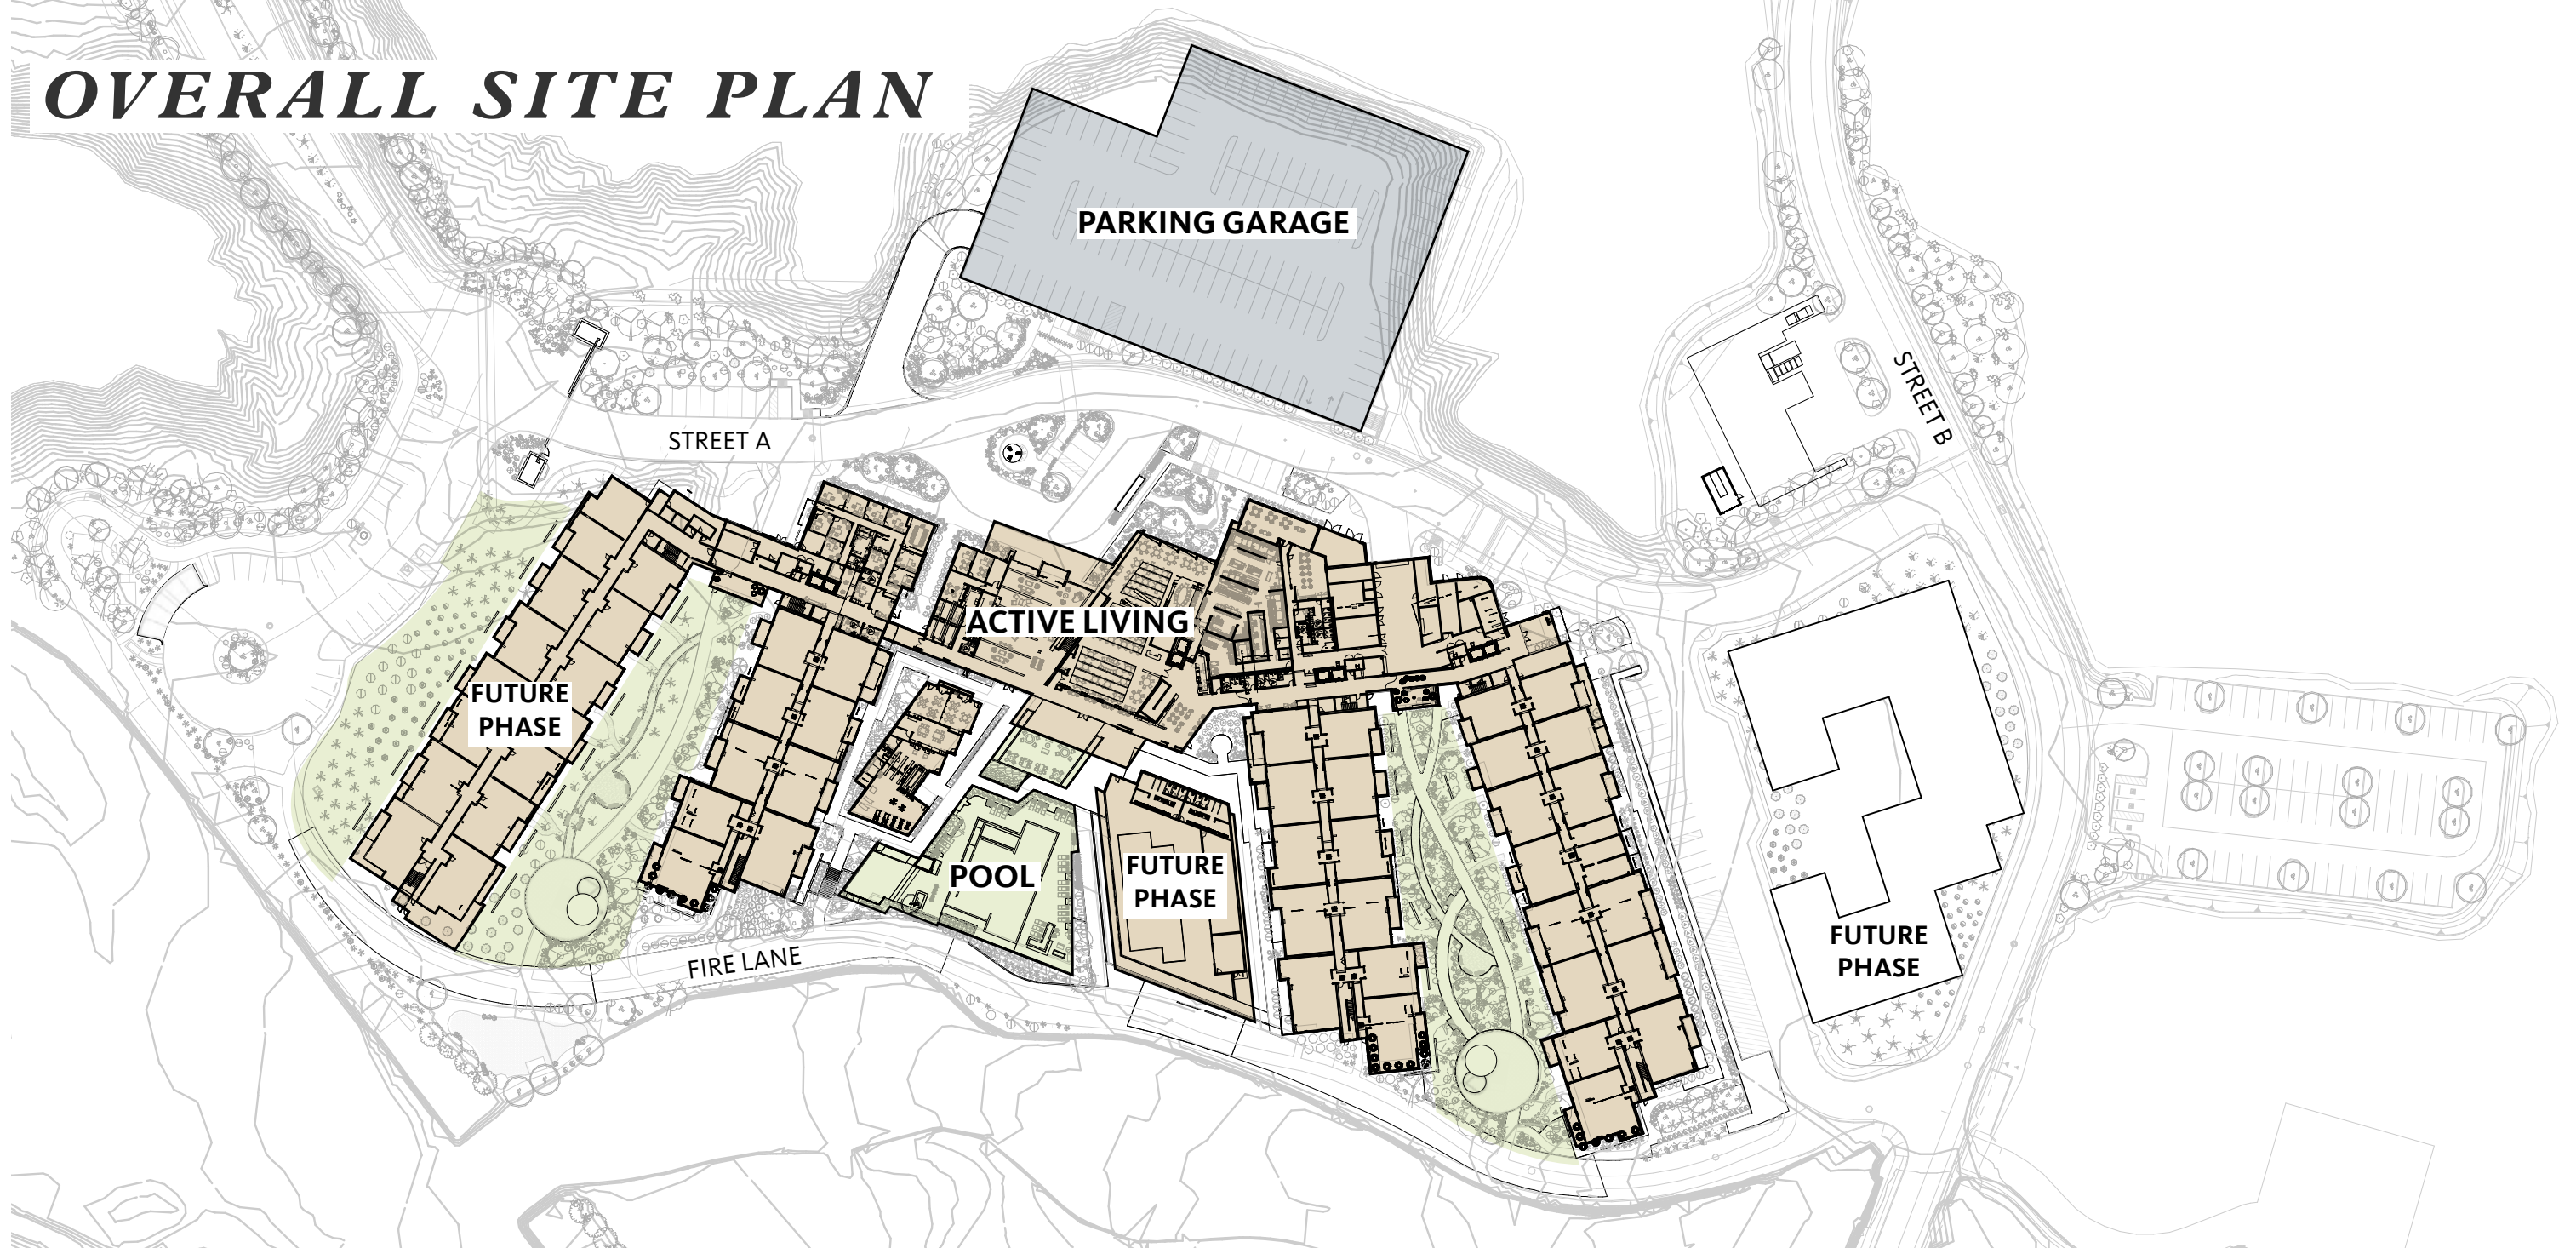 OVERALL SITE PLAN
PARKING GARAGE
STREET A
STREET B
ACTIVE LIVING
FUTURE
PHASE
POOL
FUTURE
PHASE
FUTURE
PHASE
FIRE LANE